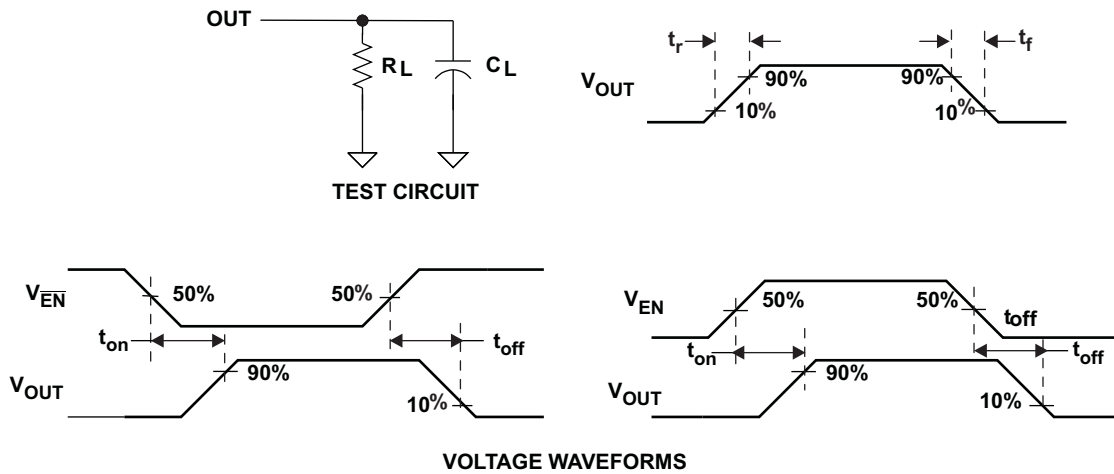 OUT
RL
CL
TEST CIRCUIT
tr
tf
VOUT
90%
90%
10%
10%
VEN
50%
50%
ton
toff
VOUT
90%
10%
VEN
50%
50%
toff
ton
toff
VOUT
90%
10%
VOLTAGE WAVEFORMS